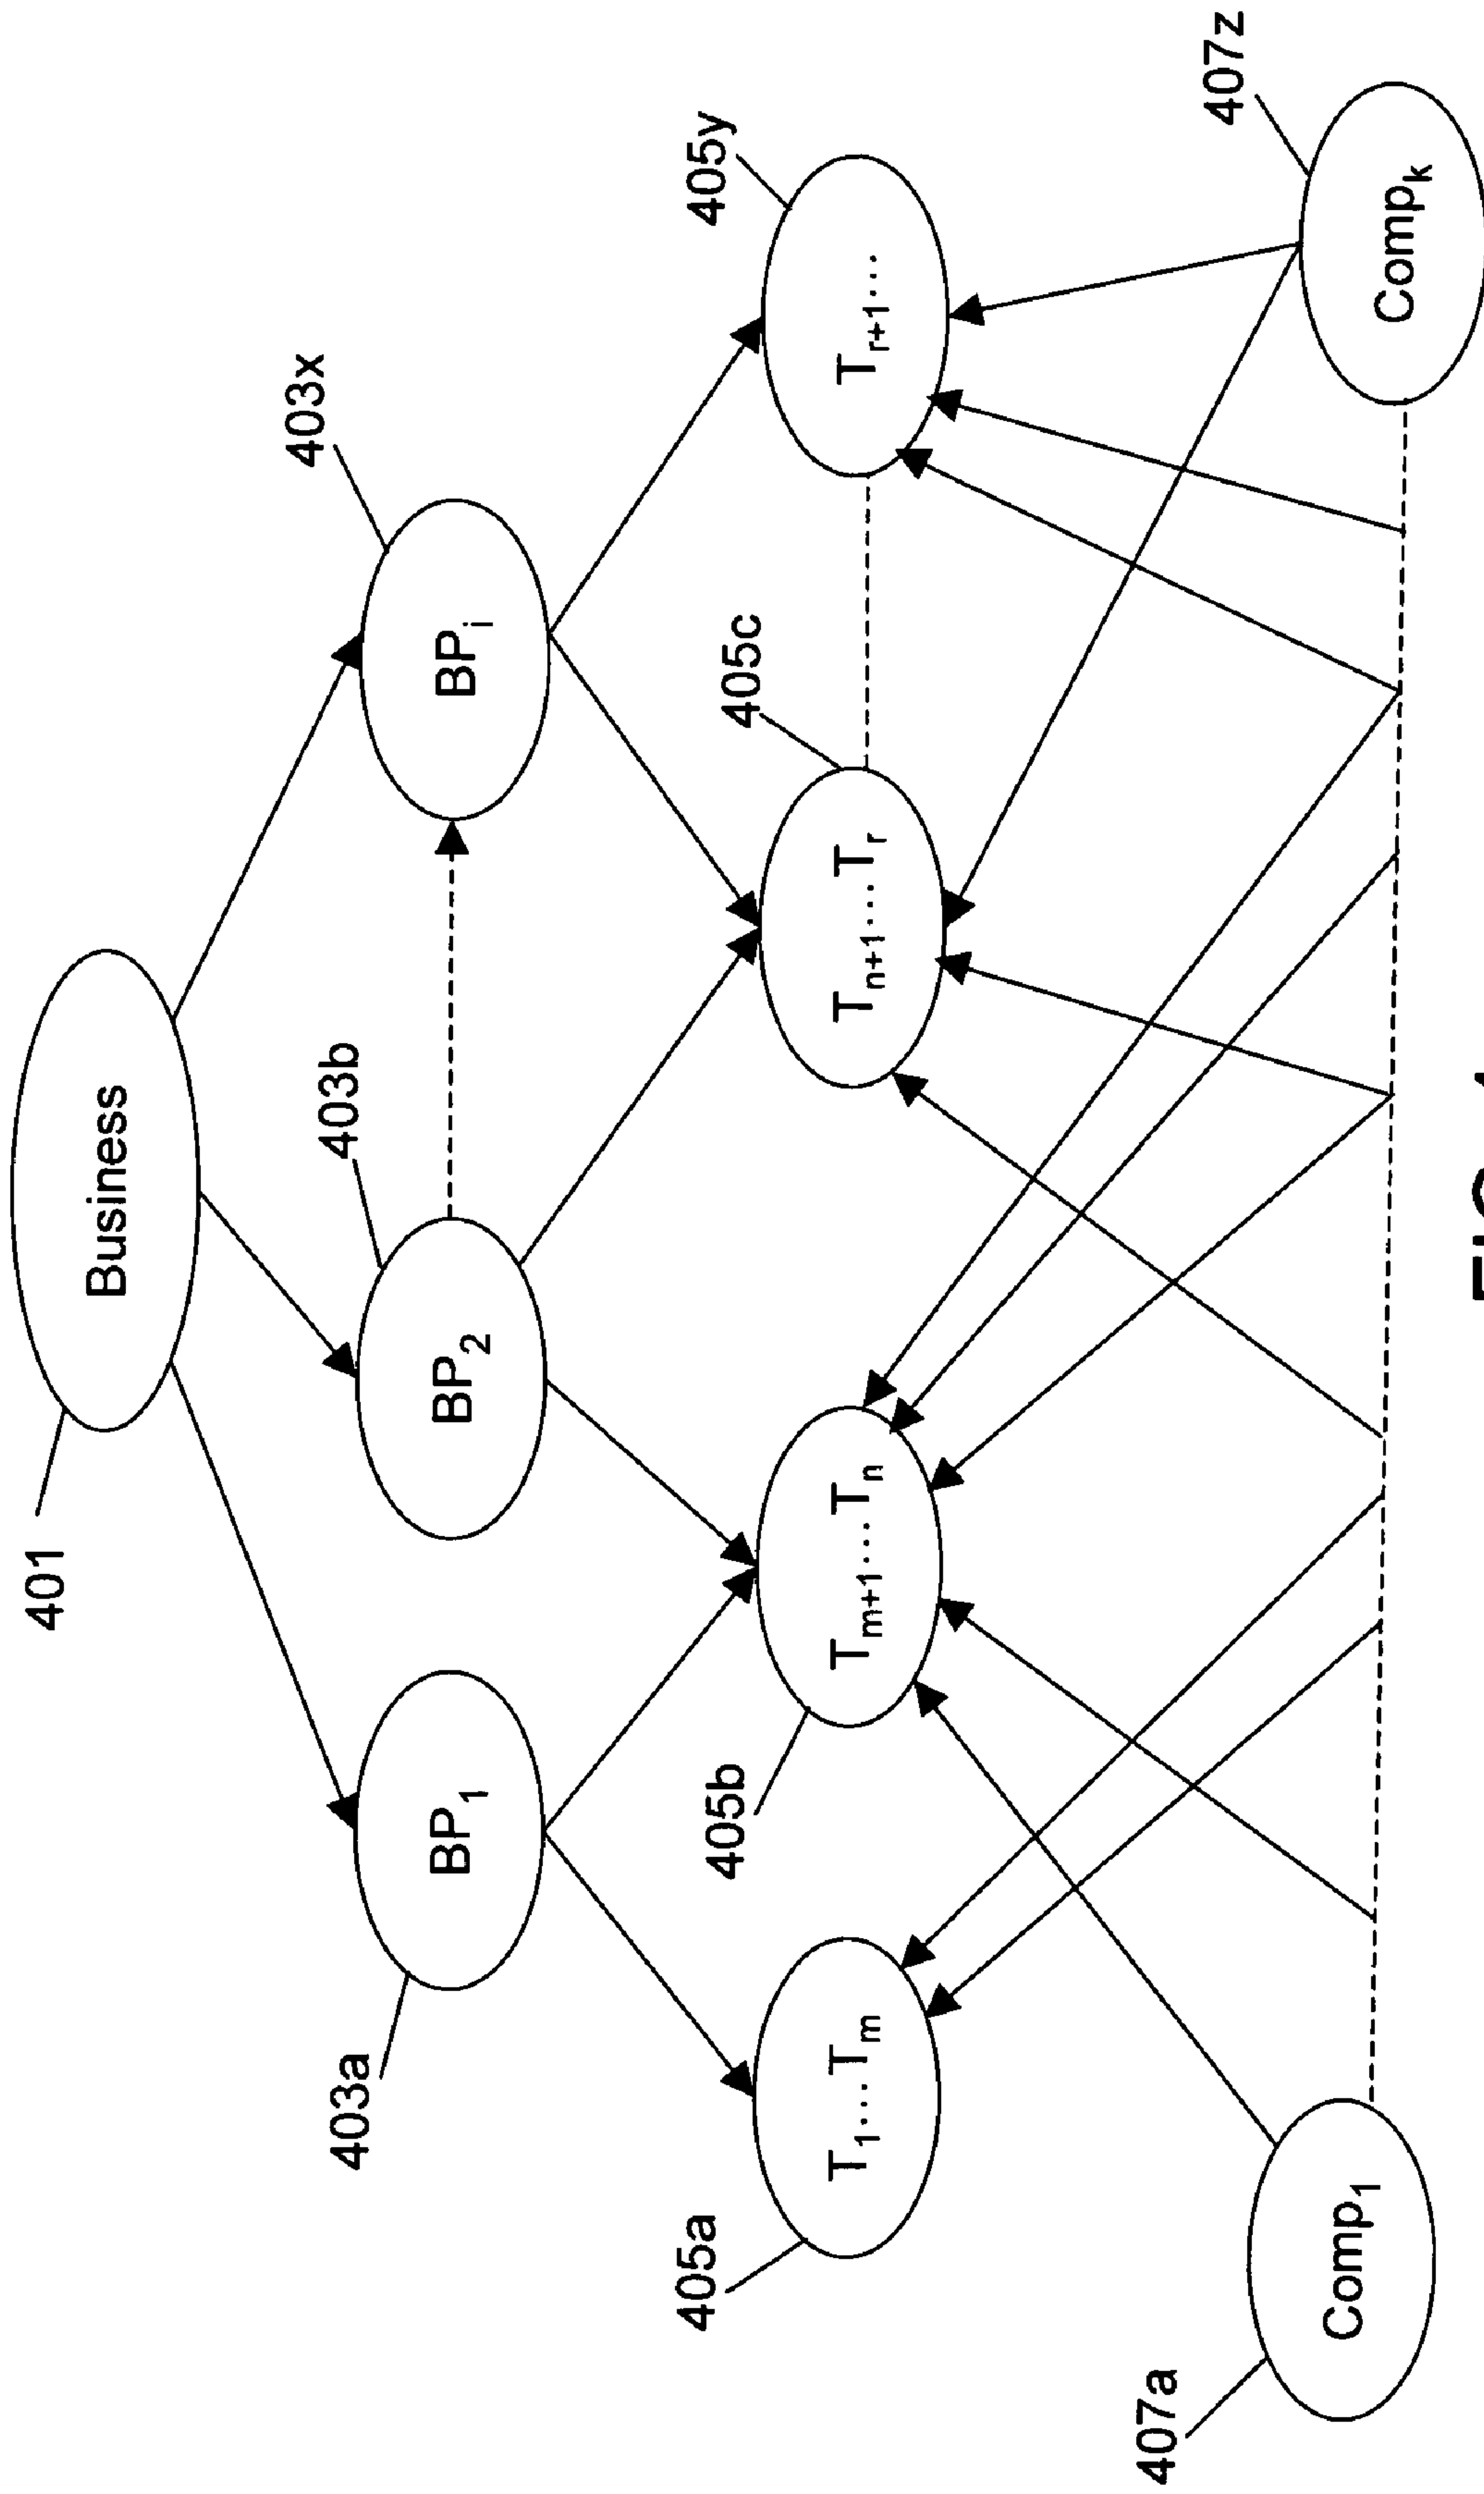 401
Business
403a
403b
403x
BP1
BP2
BPi
405a
405b
405c
405y
T1...Tm
Tm+1...Tn
Tn+1...Tr
Tr+1...
407a
407z
Comp1
Compk